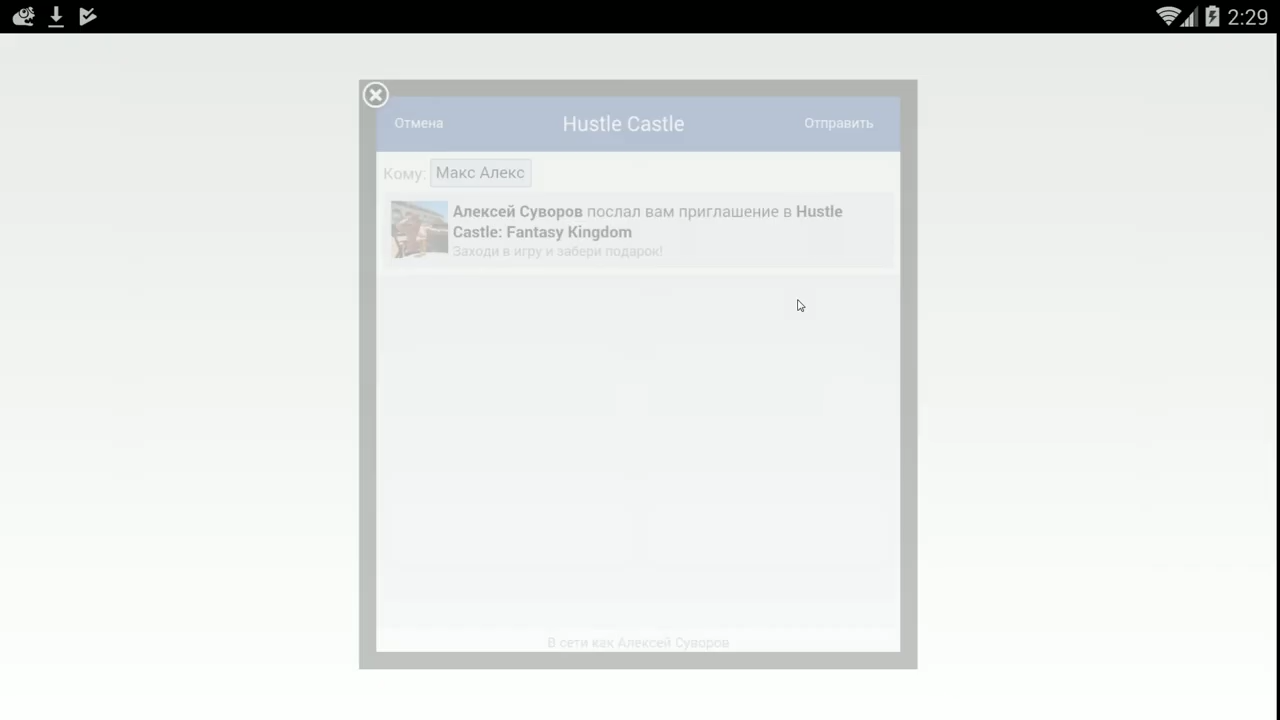 2:29
Отмена Hustle Castle Отправить
Кому: Макс Алекс
Алексей Суворов послал вам приглашение в Hustle
Castle: Fantasy Kingdom
Заходи в игру и забери подарок!
В сети как Алексей Суворов